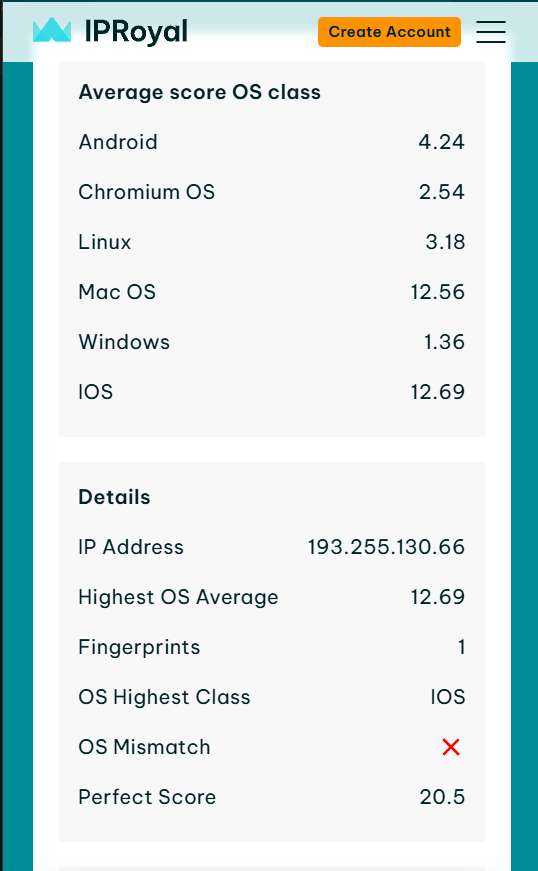 IPRoyal
Create Account
Average score OS class
Android 4.24
Chromium OS 2.54
Linux 3.18
Mac OS 12.56
Windows 1.36
IOS 12.69
Details
IP Address 193.255.130.66
Highest OS Average 12.69
Fingerprints 1
OS Highest Class IOS
OS Mismatch
Perfect Score 20.5